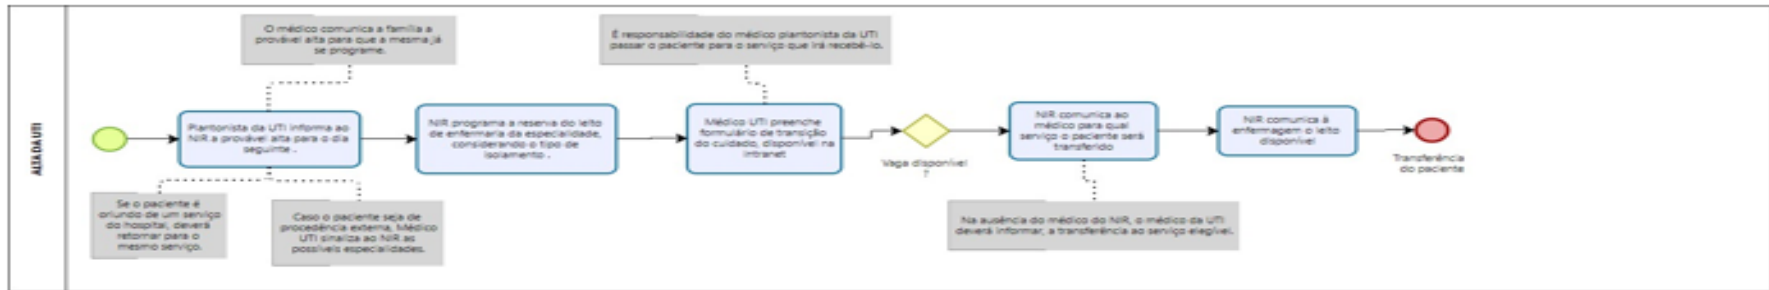 ALTA DA UTI
O médico comunica a família a
provável alta para que a mesma já
se programe.
É responsabilidade do médico plantonista da UTI
passar o paciente para o serviço que irá recebê-lo.
Plantonista da UTI informa ao
NIR a provável alta para o dia
seguinte .
NIR programa a reserva do leito
de enfermaria da especialidade,
considerando o tipo de
isolamento .
Médico UTI preenche
formulário de transição
do cuidado, disponível na
intranet
Vaga disponível
?
NIR comunica ao
médico para qual
serviço o paciente será
transferido
NIR comunica à
enfermagem o leito
disponível
Transferência
do paciente
Se o paciente é
oriundo de um serviço
do hospital, deverá
retornar para o
mesmo serviço.
Caso o paciente seja de
procedência externa, Médico
UTI sinaliza ao NIR as
possíveis especialidades.
Na ausência do médico do NIR, o médico da UTI
deverá informar, a transferência ao serviço elegível.